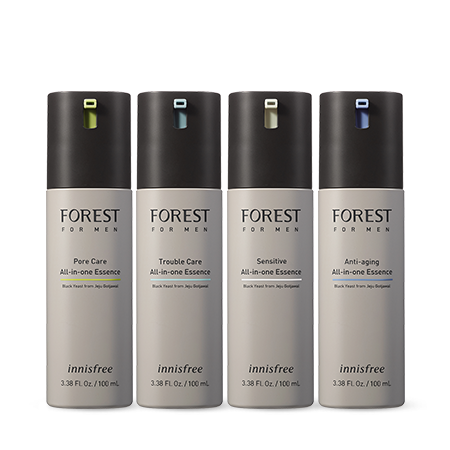 FOREST
FOR MEN
Pore Care
All-in-one Essence
Black Yeast from Jeju Gotjawal
innisfree
3.38 Fl. Oz. / 100 mL
FOREST
FOR MEN
Trouble Care
All-in-one Essence
Black Yeast from Jeju Gotjawal
innisfree
3.38 Fl. Oz. / 100 mL
FOREST
FOR MEN
Sensitive
All-in-one Essence
Black Yeast from Jeju Gotjawal
innisfree
3.38 Fl. Oz. / 100 mL
FOREST
FOR MEN
Anti-aging
All-in-one Essence
Black Yeast from Jeju Gotjawal
innisfree
3.38 Fl. Oz. / 100 mL